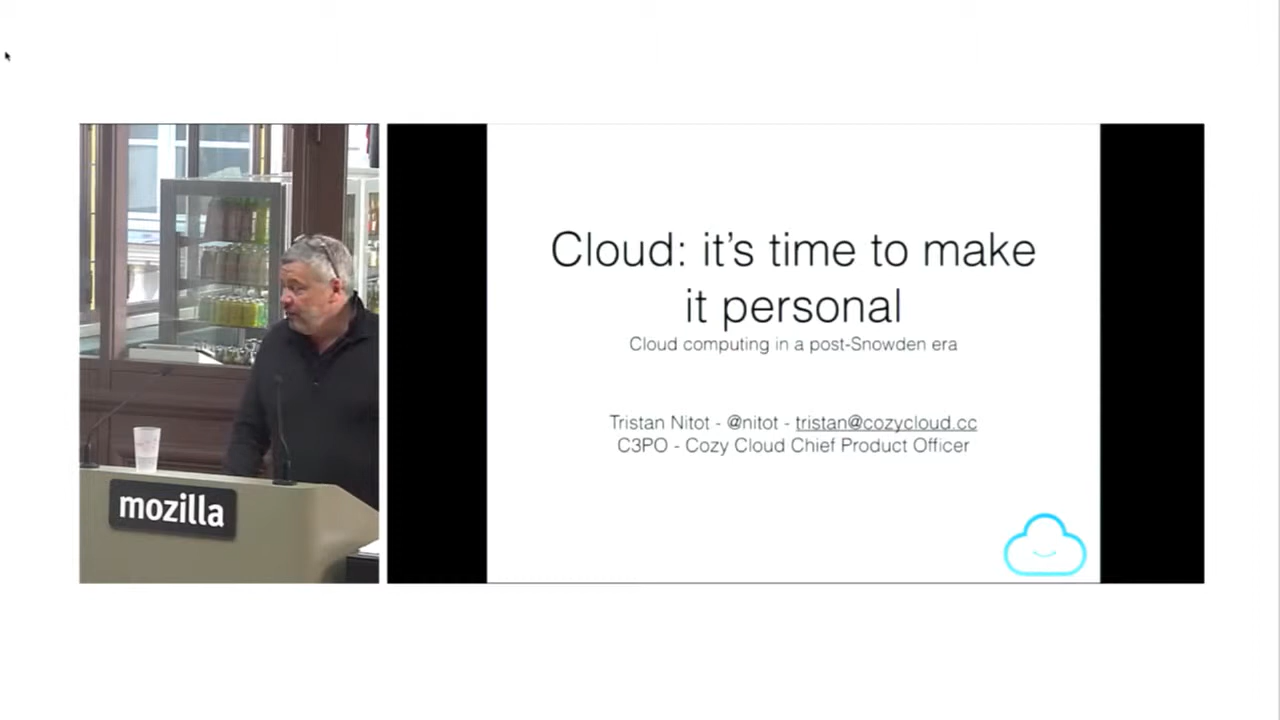 Cloud: it's time to make
it personal
Cloud computing in a post-Snowden era
Tristan Nitot - @nitot - tristan@cozycloud.cc
C3PO - Cozy Cloud Chief Product Officer
mozilla